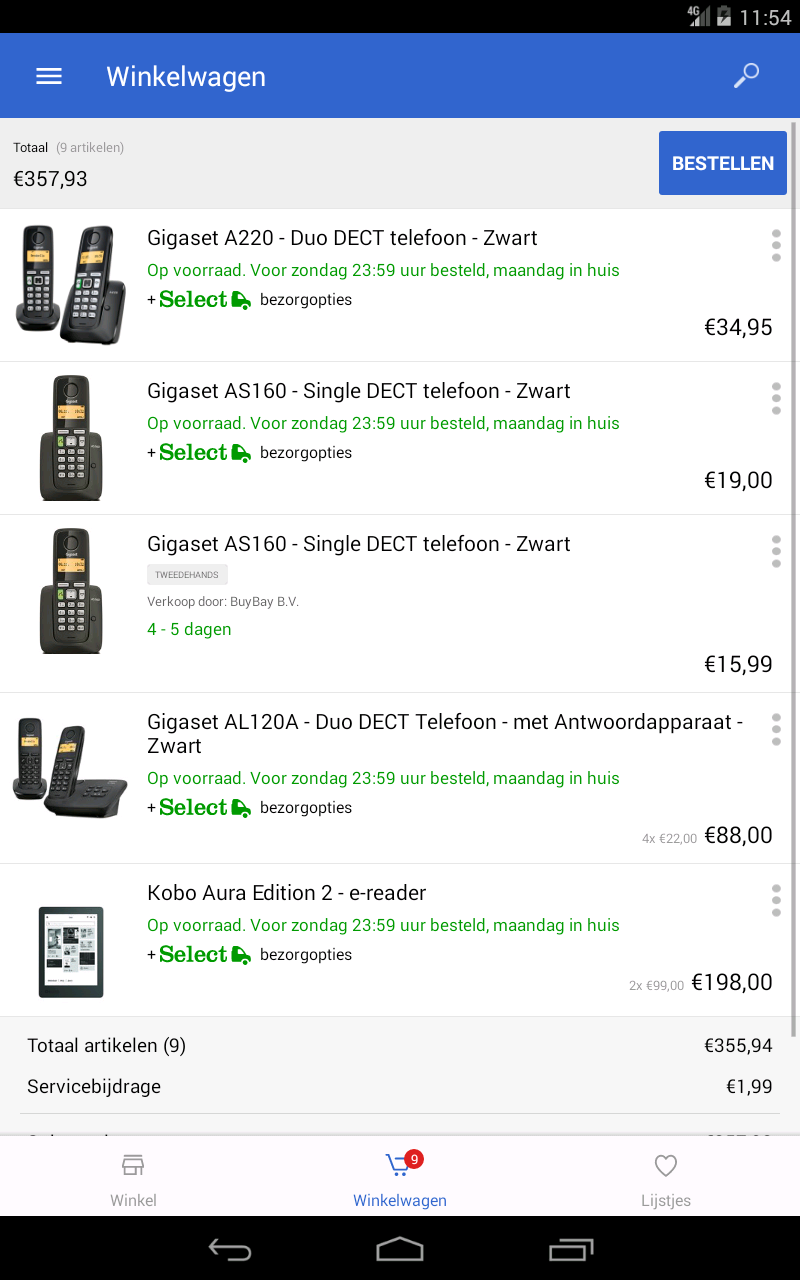 4G 11:54
Winkelwagen
Totaal (9 artikelen)
€357,93
BESTELLEN
Gigaset A220 - Duo DECT telefoon - Zwart
Op voorraad. Voor zondag 23:59 uur besteld, maandag in huis
+ Select bezorgopties
€34,95
Gigaset AS160 - Single DECT telefoon - Zwart
Op voorraad. Voor zondag 23:59 uur besteld, maandag in huis
+ Select bezorgopties
€19,00
Gigaset AS160 - Single DECT telefoon - Zwart
TWEEDEHANDS
Verkoop door: BuyBay B.V.
4 - 5 dagen
€15,99
Gigaset AL120A - Duo DECT Telefoon - met Antwoordapparaat -
Zwart
Op voorraad. Voor zondag 23:59 uur besteld, maandag in huis
+ Select bezorgopties
4x €22,00 €88,00
Kobo Aura Edition 2 - e-reader
Op voorraad. Voor zondag 23:59 uur besteld, maandag in huis
+ Select bezorgopties
2x €99,00 €198,00
Totaal artikelen (9) €355,94
Servicebijdrage €1,99
9
Winkel Winkelwagen Lijstjes